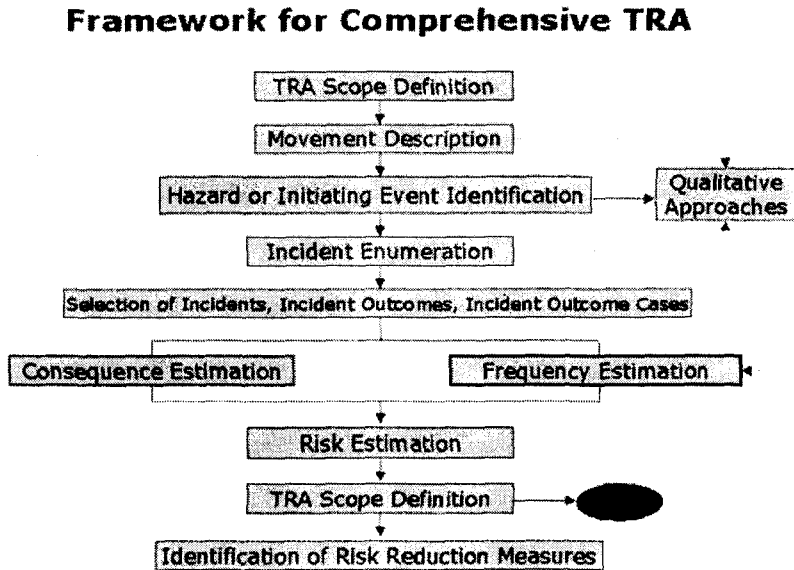 Framework for Comprehensive TRA
TRA Scope Definition
Movement Description
Hazard or Initiating Event Identification
Qualitative
Approaches
Incident Enumeration
Selection of Incidents, Incident Outcomes, Incident Outcome Cases
Consequence Estimation
Frequency Estimation
Risk Estimation
TRA Scope Definition
Identification of Risk Reduction Measures